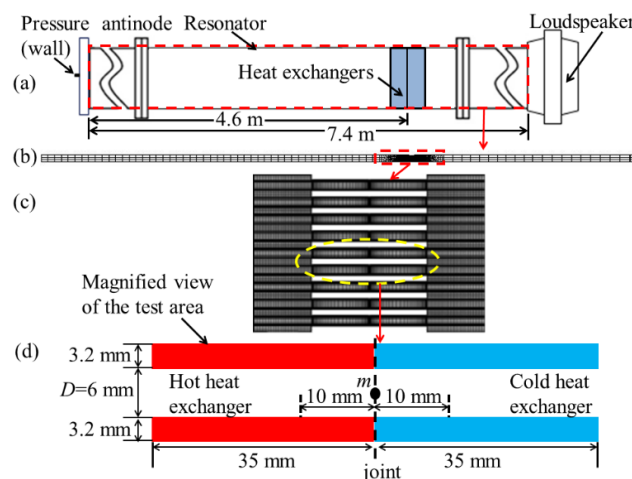 Pressure antinode
(wall)
Resonator
Loudspeaker
(a)
Heat exchangers
4.6 m
7.4 m
(b)
(c)
Magnified view
of the test area
(d)
3.2 mm
D=6 mm
Hot heat
exchanger
m
10 mm
10 mm
Cold heat
exchanger
3.2 mm
35 mm
35 mm
joint